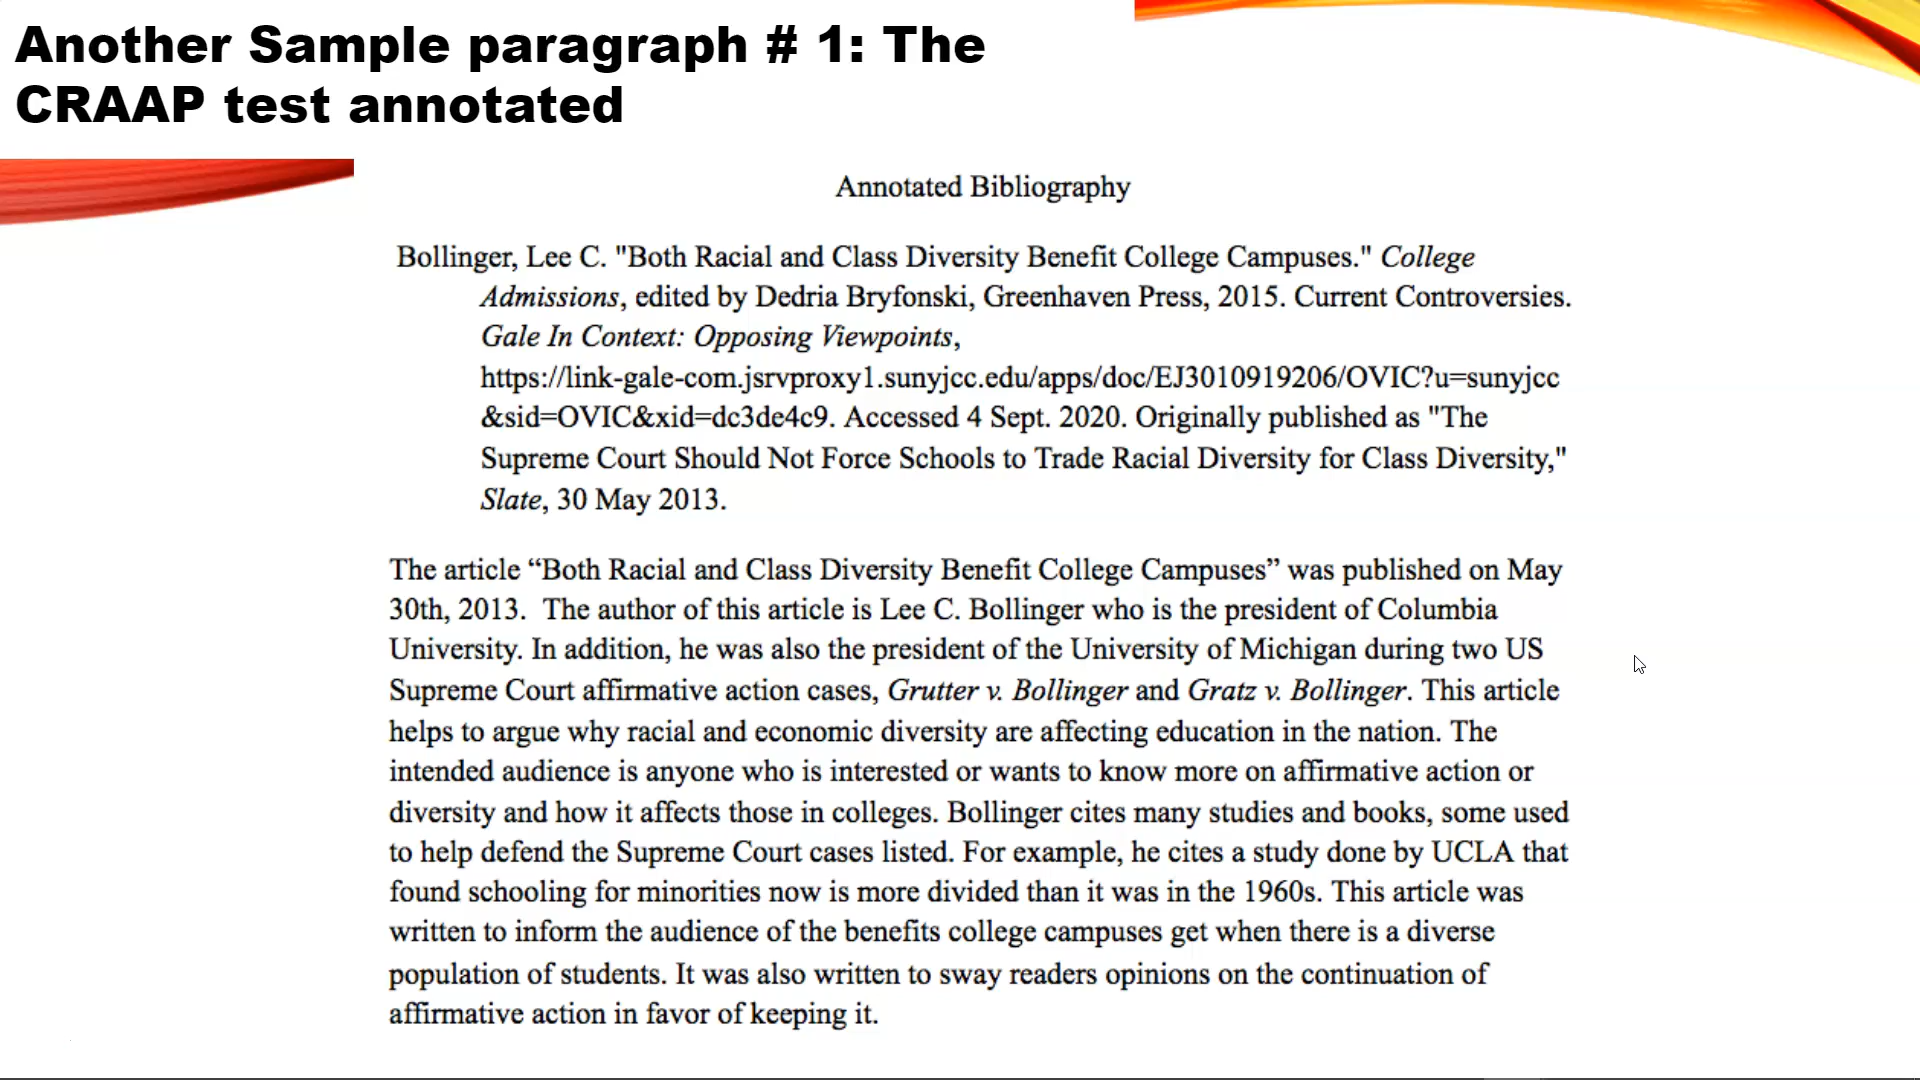 Another Sample paragraph # 1: The
CRAAP test annotated
Annotated Bibliography
Bollinger, Lee C. "Both Racial and Class Diversity Benefit College Campuses." College
Admissions, edited by Dedria Bryfonski, Greenhaven Press, 2015. Current Controversies.
Gale In Context: Opposing Viewpoints,
https://link-gale-com.jsrvproxy1.sunyjcc.edu/apps/doc/EJ3010919206/OVIC?u=sunyjcc
&sid=OVIC&xid=dc3de4c9. Accessed 4 Sept. 2020. Originally published as "The
Supreme Court Should Not Force Schools to Trade Racial Diversity for Class Diversity,"
Slate, 30 May 2013.
The article “Both Racial and Class Diversity Benefit College Campuses” was published on May
30th, 2013.  The author of this article is Lee C. Bollinger who is the president of Columbia
University. In addition, he was also the president of the University of Michigan during two US
Supreme Court affirmative action cases, Grutter v. Bollinger and Gratz v. Bollinger. This article
helps to argue why racial and economic diversity are affecting education in the nation. The
intended audience is anyone who is interested or wants to know more on affirmative action or
diversity and how it affects those in colleges. Bollinger cites many studies and books, some used
to help defend the Supreme Court cases listed. For example, he cites a study done by UCLA that
found schooling for minorities now is more divided than it was in the 1960s. This article was
written to inform the audience of the benefits college campuses get when there is a diverse
population of students. It was also written to sway readers opinions on the continuation of
affirmative action in favor of keeping it.